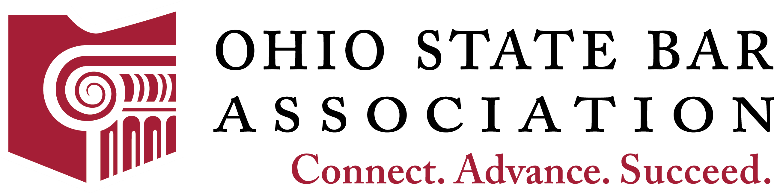 OHIO STATE BAR
ASSOCIATION
Connect. Advance. Succeed.